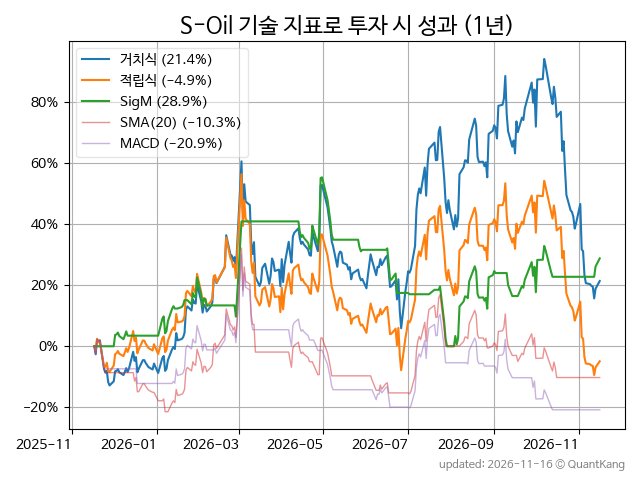 S-Oil 기술 지표로 투자 시 성과 (1년)
거치식 (21.4%)
적립식 (−4.9%)
SigM (28.9%)
SMA(20) (−10.3%)
MACD (−20.9%)
80%
60%
40%
20%
0%
−20%
2025-11 2026-01 2026-03 2026-05 2026-07 2026-09 2026-11
updated: 2026-11-16 © QuantKang